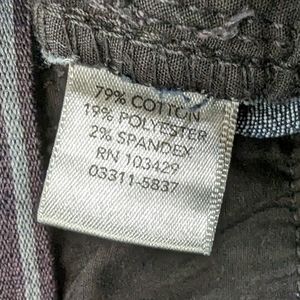 79% COTTON
19% POLYESTER
2% SPANDEX
RN 103429
03311-5837